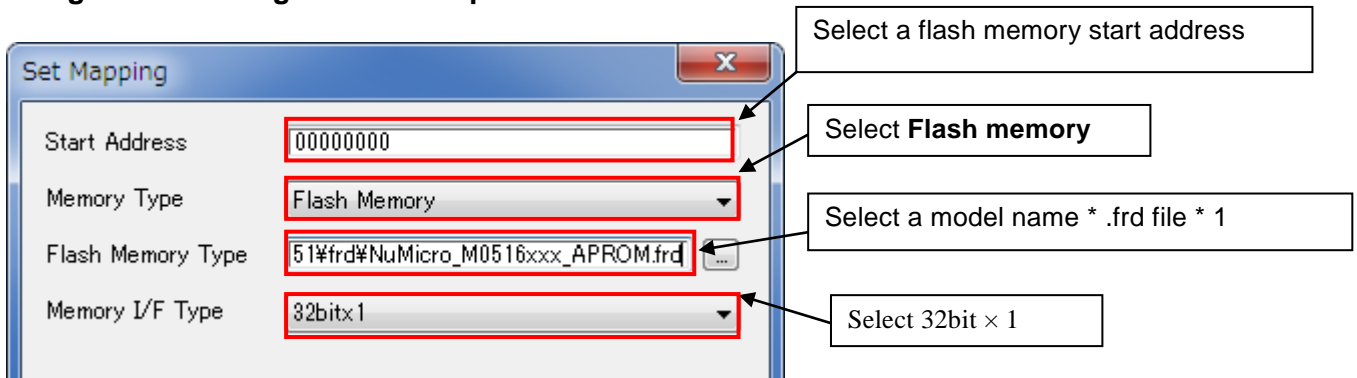 Select a flash memory start address
Set Mapping
x
Start Address
00000000
Select Flash memory
Memory Type
Flash Memory
Select a model name * .frd file * 1
Flash Memory Type
51¥frd¥NuMicro_M0516xxx_APROM.frd
...
Memory I/F Type
32bitx1
Select 32bit × 1